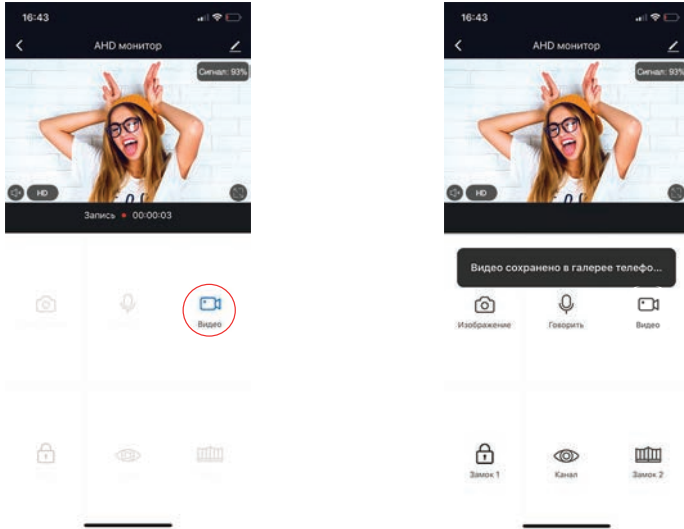 16:43
AHD монитор
Сигнал: 93%
HD
Запись 00:00:03
Видео
16:43
AHD монитор
Сигнал: 93%
HD
Видео сохранено в галерее телефо...
Изображение Говорить Видео
Замок 1 Канал Замок 2